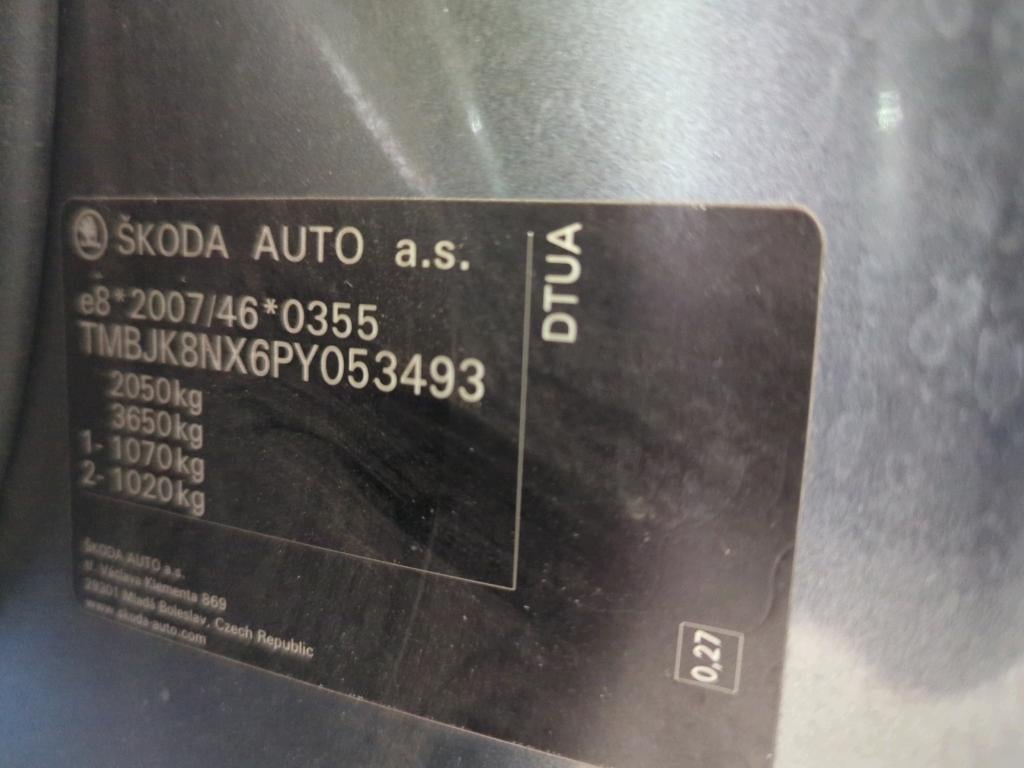 ŠKODA AUTO a.s.
e8*2007/46*0355
TMBJK8NX6PY053493
2050kg
3650kg
1- 1070kg
2- 1020kg
ŠKODA AUTO a.s.
tř. Václava Klementa 869
29301 Mladá Boleslav, Czech Republic
www.skoda-auto.com
DTUA
0,27